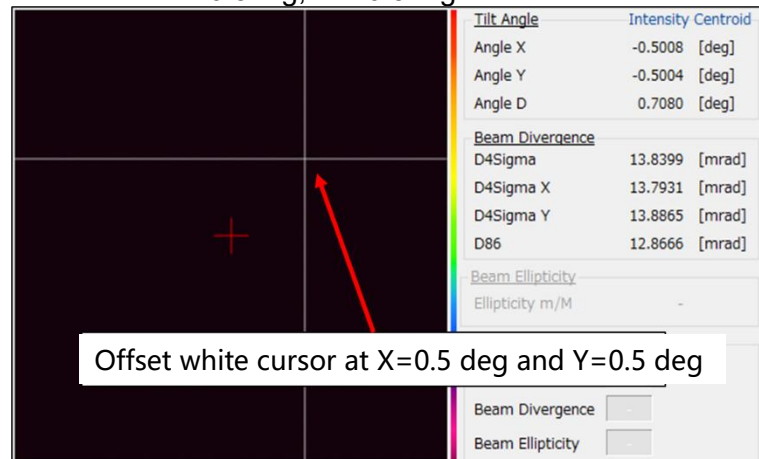 Tilt Angle Intensity Centroid
Angle X -0.5008 [deg]
Angle Y -0.5004 [deg]
Angle D 0.7080 [deg]
Beam Divergence
D4Sigma 13.8399 [mrad]
D4Sigma X 13.7931 [mrad]
D4Sigma Y 13.8865 [mrad]
D86 12.8666 [mrad]
Beam Ellipticity
Ellipticity m/M -
Offset white cursor at X=0.5 deg and Y=0.5 deg
Beam Divergence -
Beam Ellipticity -